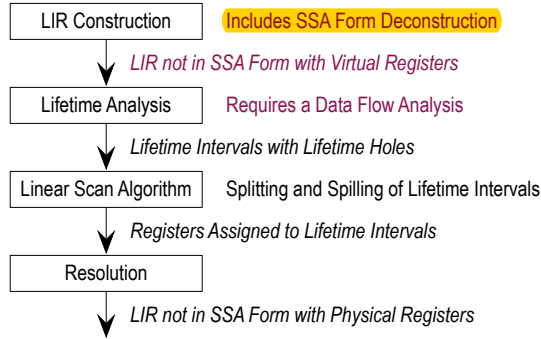 LIR Construction Includes SSA Form Deconstruction
LIR not in SSA Form with Virtual Registers
Lifetime Analysis Requires a Data Flow Analysis
Lifetime Intervals with Lifetime Holes
Linear Scan Algorithm Splitting and Spilling of Lifetime Intervals
Registers Assigned to Lifetime Intervals
Resolution
LIR not in SSA Form with Physical Registers